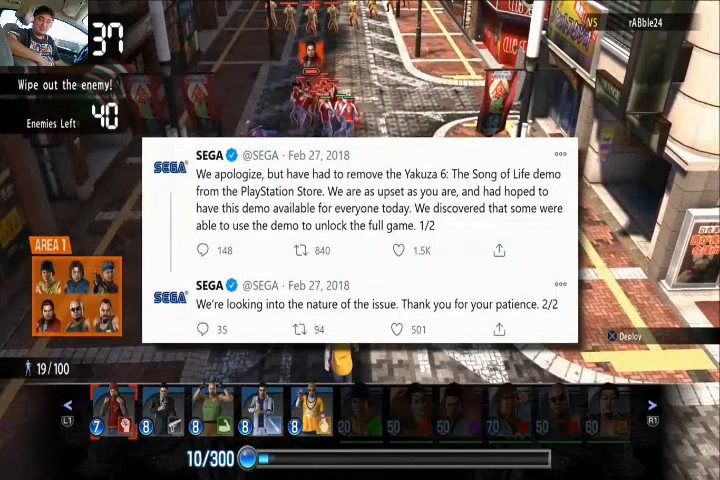 37
VS rABble24
Wipe out the enemy!
Enemies Left 40
SEGA @SEGA · Feb 27, 2018
SEGA
We apologize, but have had to remove the Yakuza 6: The Song of Life demo
from the PlayStation Store. We are as upset as you are, and had hoped to
have this demo available for everyone today. We discovered that some were
able to use the demo to unlock the full game. 1/2
148 840 1.5K
SEGA @SEGA · Feb 27, 2018
SEGA
We're looking into the nature of the issue. Thank you for your patience. 2/2
35 94 501
AREA 1
Deploy
19/100
L1 R1
7 8 8 8 8 20 50 50 70 50 60
10/300